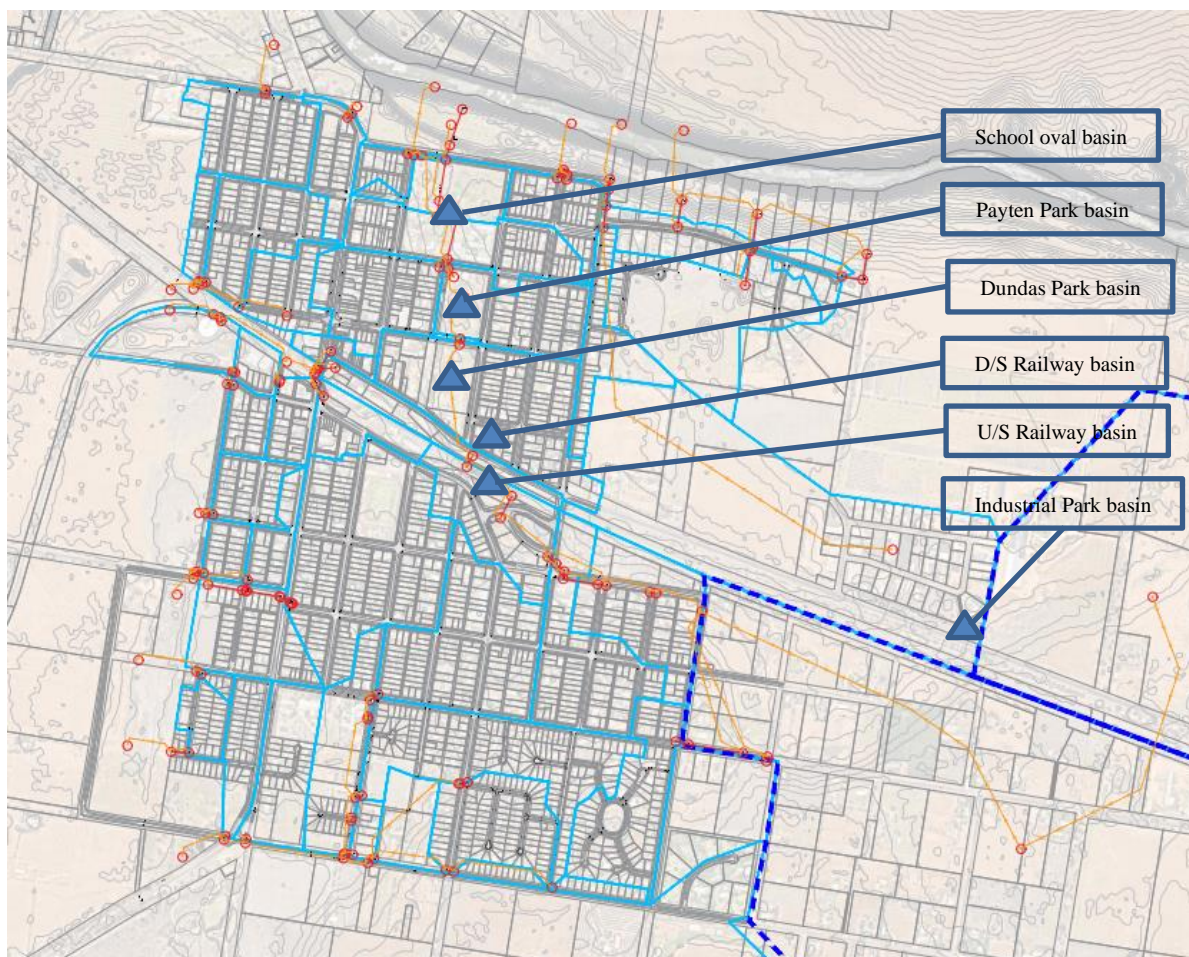 School oval basin
Payten Park basin
Dundas Park basin
D/S Railway basin
U/S Railway basin
Industrial Park basin